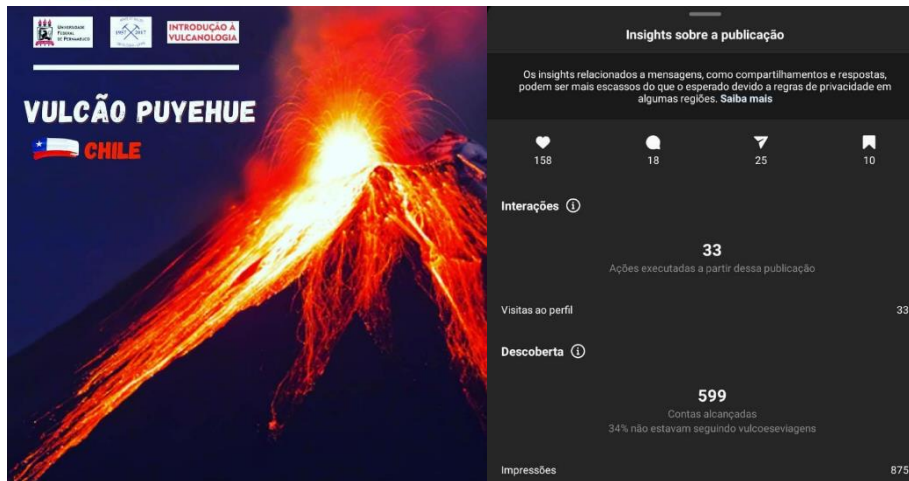 UNIVERSIDADE
FEDERAL
DE PERNAMBUCO
1957 2017
INTRODUÇÃO À
VULCANOLOGIA
VULCÃO PUYEHUE
CHILE
Insights sobre a publicação
Os insights relacionados a mensagens, como compartilhamentos e respostas,
podem ser mais escassos do que o esperado devido a regras de privacidade em
algumas regiões. Saiba mais
158 18 25 10
Interações
33
Ações executadas a partir dessa publicação
Visitas ao perfil 33
Descoberta
599
Contas alcançadas
34% não estavam seguindo vulcoeseviagens
Impressões 875